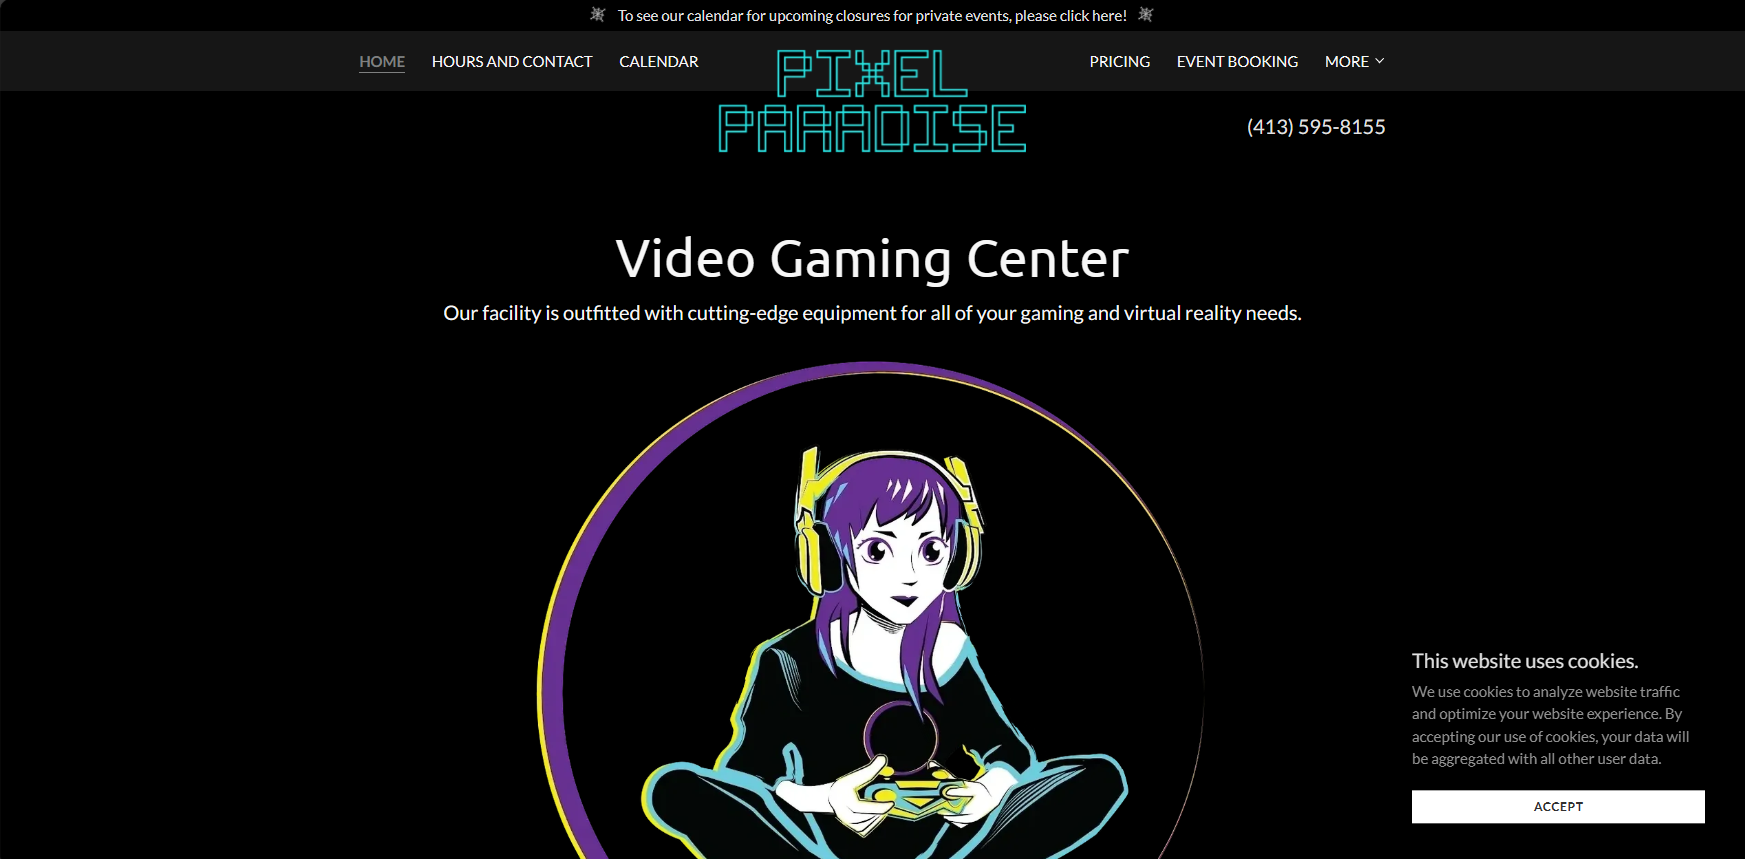 To see our calendar for upcoming closures for private events, please click here!
HOME
HOURS AND CONTACT
CALENDAR
PIXEL
PARADISE
PRICING
EVENT BOOKING
MORE
(413) 595-8155
Video Gaming Center
Our facility is outfitted with cutting-edge equipment for all of your gaming and virtual reality needs.
This website uses cookies.
We use cookies to analyze website traffic
and optimize your website experience. By
accepting our use of cookies, your data will
be aggregated with all other user data.
ACCEPT